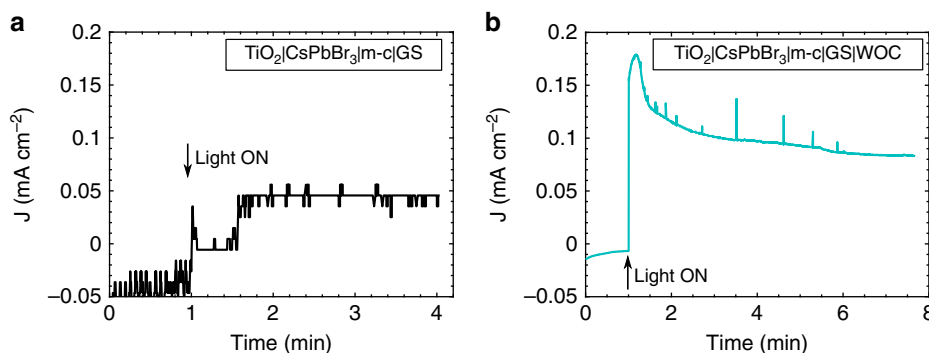 a
TiO₂|CsPbBr₃|m-c|GS
0.2
0.15
0.1
0.05
0
−0.05
J (mA cm⁻²)
Light ON
0 1 2 3 4
Time (min)
b
TiO₂|CsPbBr₃|m-c|GS|WOC
0.2
0.15
0.1
0.05
0
−0.05
J (mA cm⁻²)
Light ON
0 2 4 6 8
Time (min)